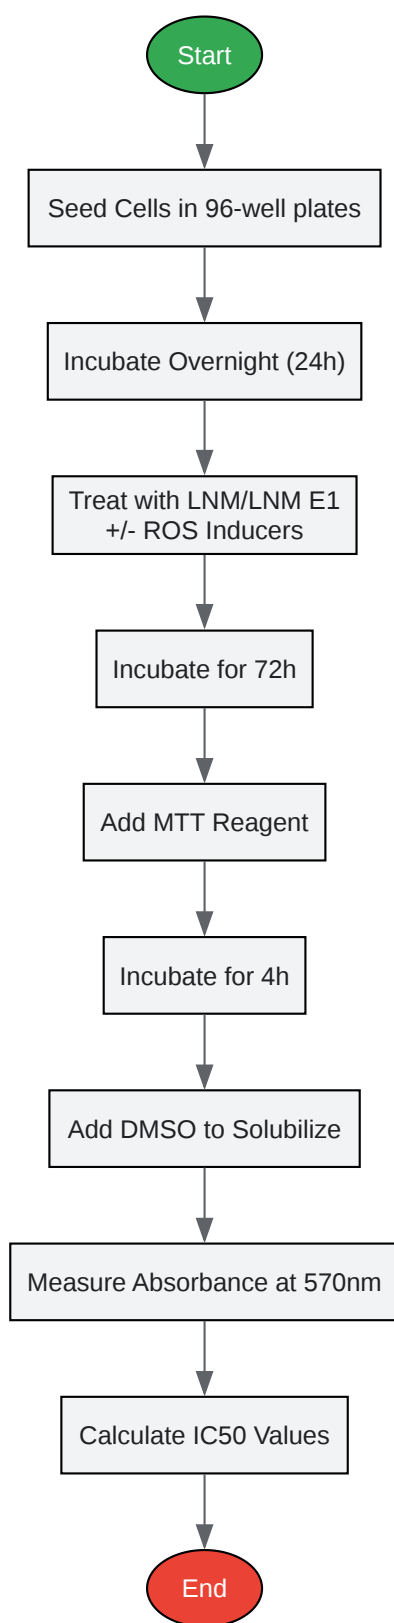 Start
Seed Cells in 96-well plates
Incubate Overnight (24h)
Treat with LNM/LNM E1
+/- ROS Inducers
Incubate for 72h
Add MTT Reagent
Incubate for 4h
Add DMSO to Solubilize
Measure Absorbance at 570nm
Calculate IC50 Values
End